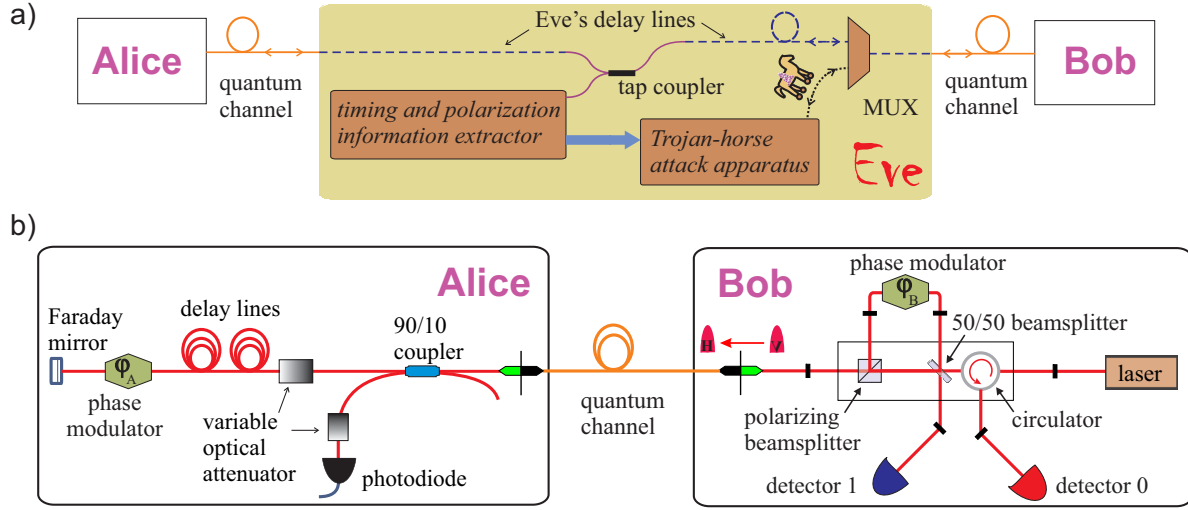 a)
Alice
quantum
channel
Eve's delay lines
tap coupler
timing and polarization
information extractor
Trojan-horse
attack apparatus
MUX
Eve
quantum
channel
Bob
b)
Alice
Faraday
mirror
delay lines
90/10
coupler
φA
phase
modulator
variable
optical
attenuator
photodiode
quantum
channel
Bob
phase modulator
φB
50/50 beamsplitter
H
V
laser
polarizing
beamsplitter
circulator
detector 1
detector 0